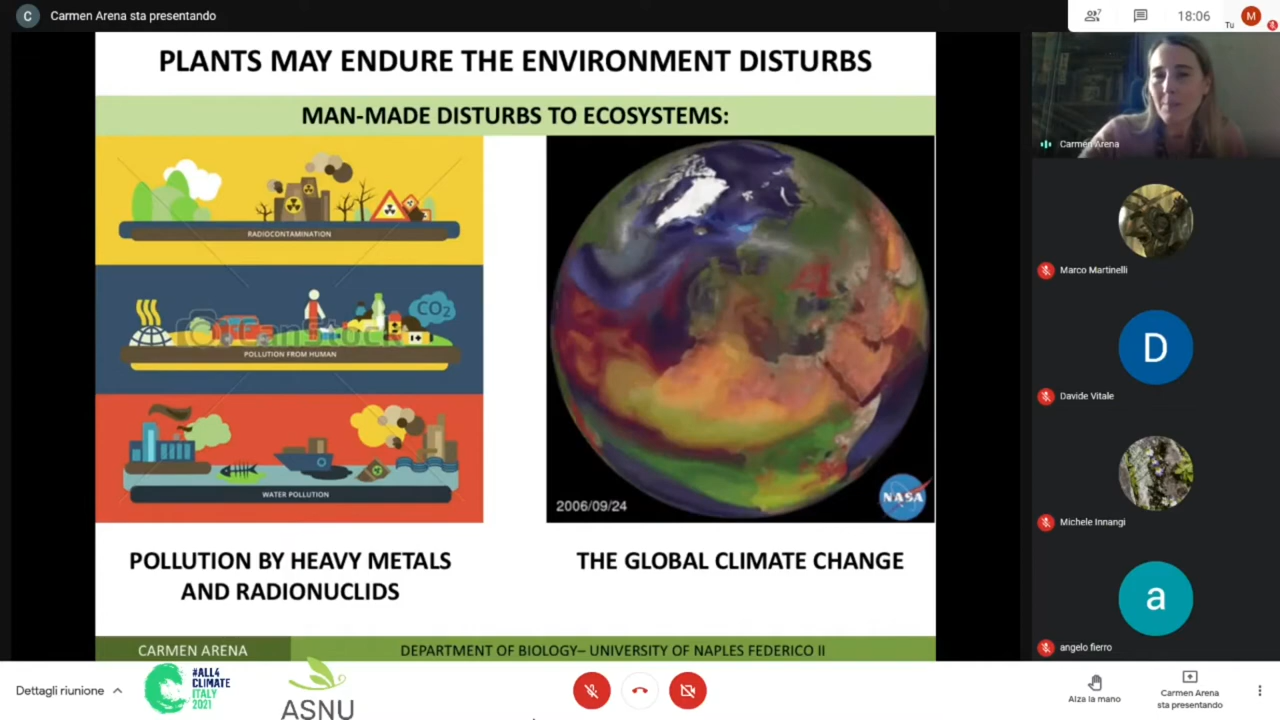 C
Carmen Arena sta presentando
7
18:06
Tu
M
PLANTS MAY ENDURE THE ENVIRONMENT DISTURBS
MAN-MADE DISTURBS TO ECOSYSTEMS:
RADIOCONTAMINATION
CO2
CanStock
POLLUTION FROM HUMAN
WATER POLLUTION
2006/09/24
NASA
POLLUTION BY HEAVY METALS
AND RADIONUCLIDS
THE GLOBAL CLIMATE CHANGE
CARMEN ARENA
DEPARTMENT OF BIOLOGY– UNIVERSITY OF NAPLES FEDERICO II
Carmen Arena
Marco Martinelli
D
Davide Vitale
Michele Innangi
a
angelo fierro
Dettagli riunione
#ALL4
CLIMATE
ITALY
2021
ASNU
Alza la mano
Carmen Arena
sta presentando